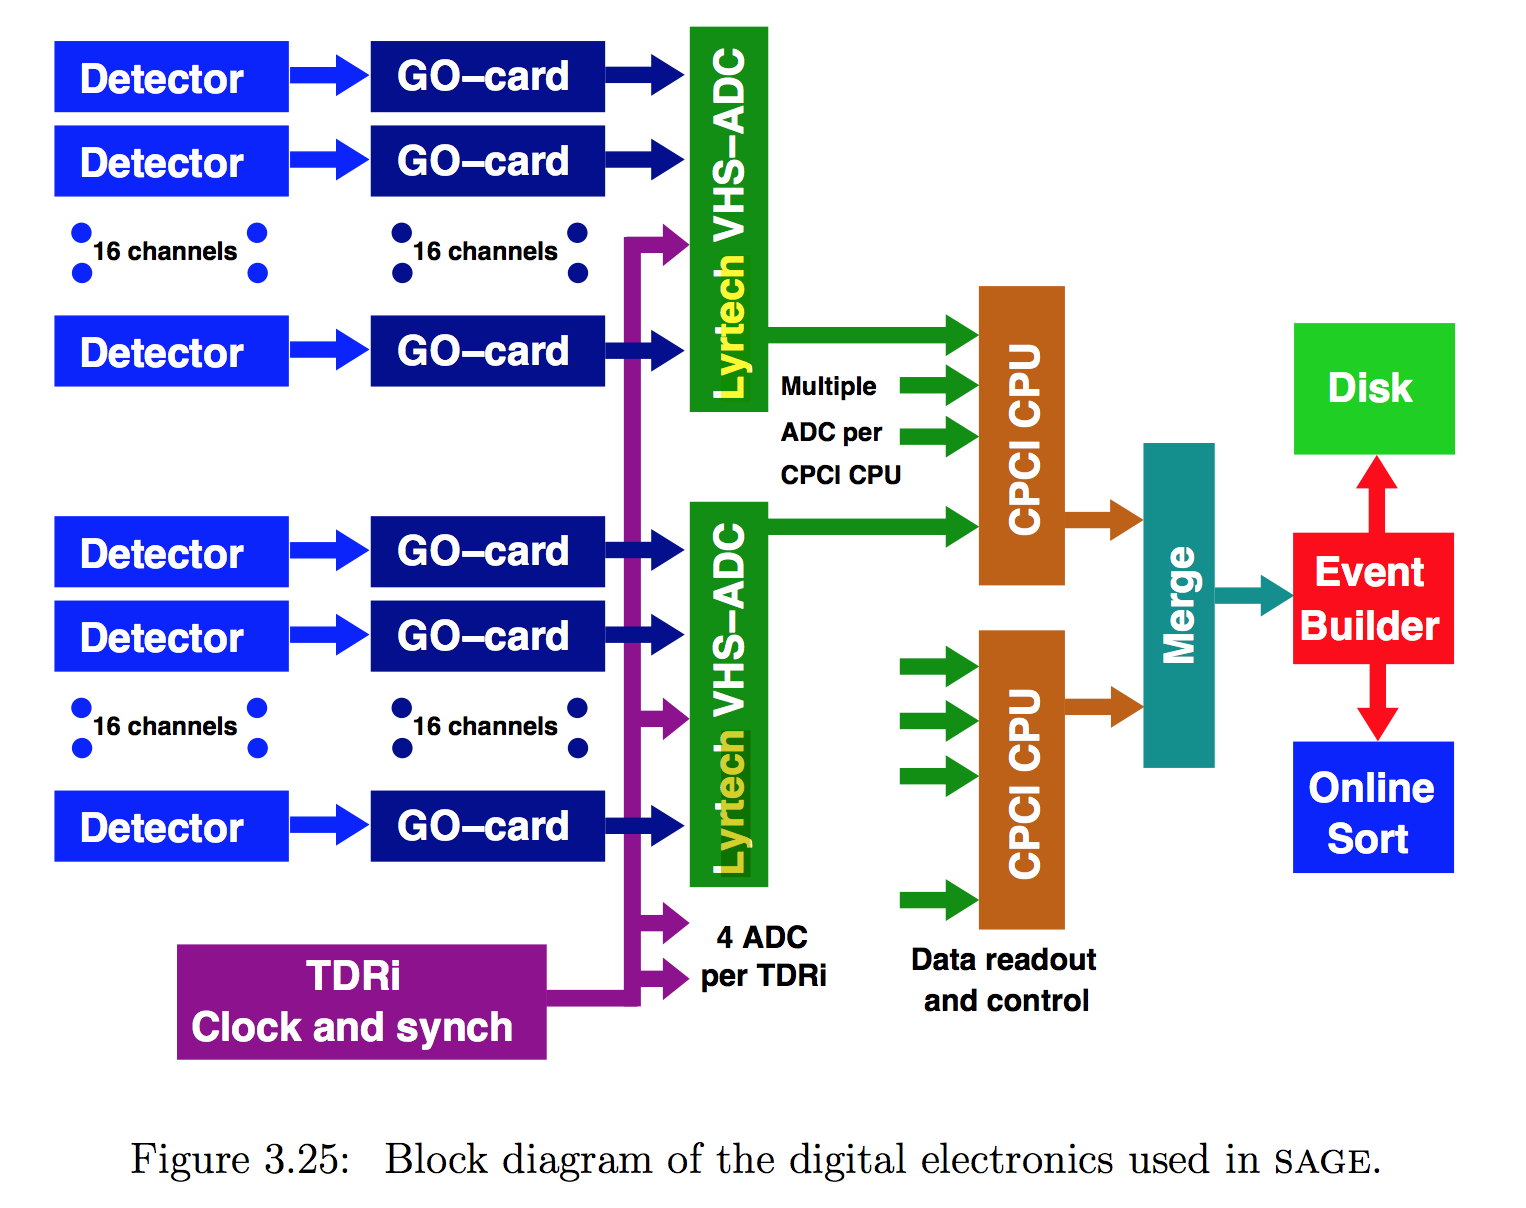 Detector
GO–card
Detector
GO–card
16 channels
16 channels
Detector
GO–card
Lyrtech VHS–ADC
Multiple
ADC per
CPCI CPU
CPCI CPU
Detector
GO–card
Detector
GO–card
16 channels
16 channels
Detector
GO–card
Lyrtech VHS–ADC
CPCI CPU
Merge
Disk
Event
Builder
Online
Sort
TDRi
Clock and synch
4 ADC
per TDRi
Data readout
and control
Figure 3.25: Block diagram of the digital electronics used in SAGE.